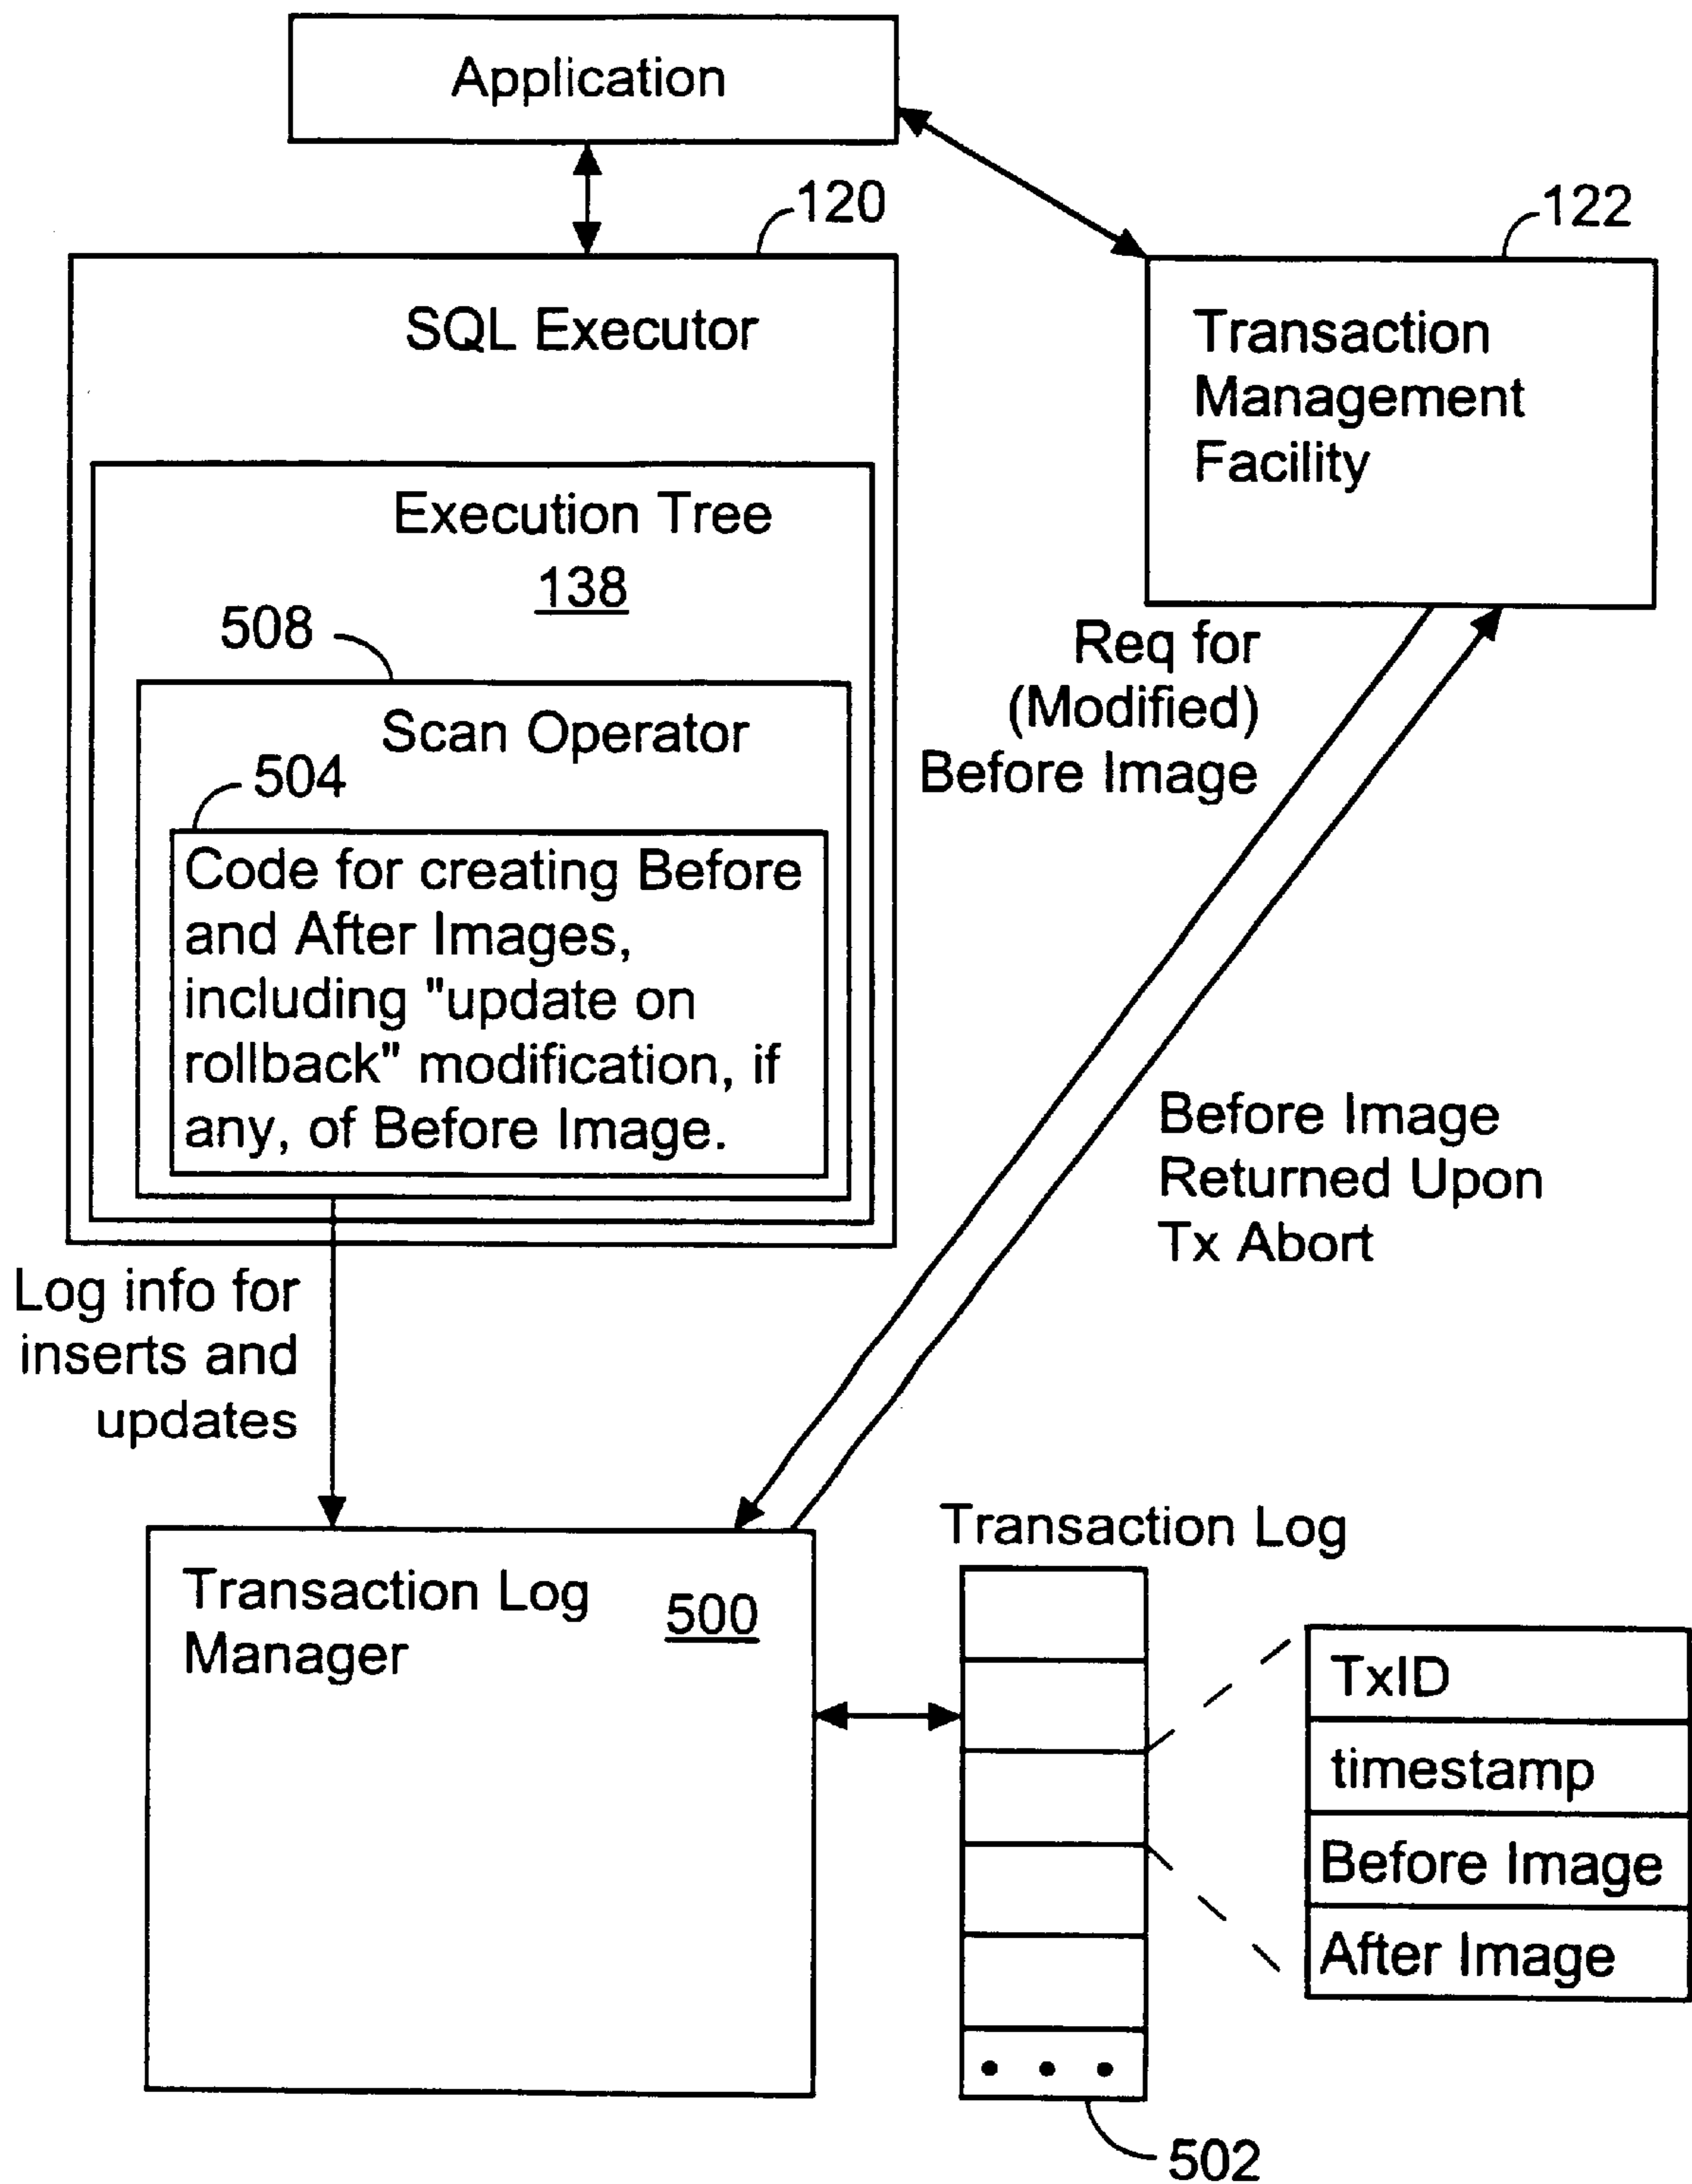 Application
120
122
SQL Executor
Transaction
Management
Facility
Execution Tree
138
508
Req for
(Modified)
Before Image
Scan Operator
504
Code for creating Before
and After Images,
including "update on
rollback" modification, if
any, of Before Image.
Before Image
Returned Upon
Tx Abort
Log info for
inserts and
updates
Transaction Log
Manager
500
Transaction Log
TxID
timestamp
Before Image
After Image
502